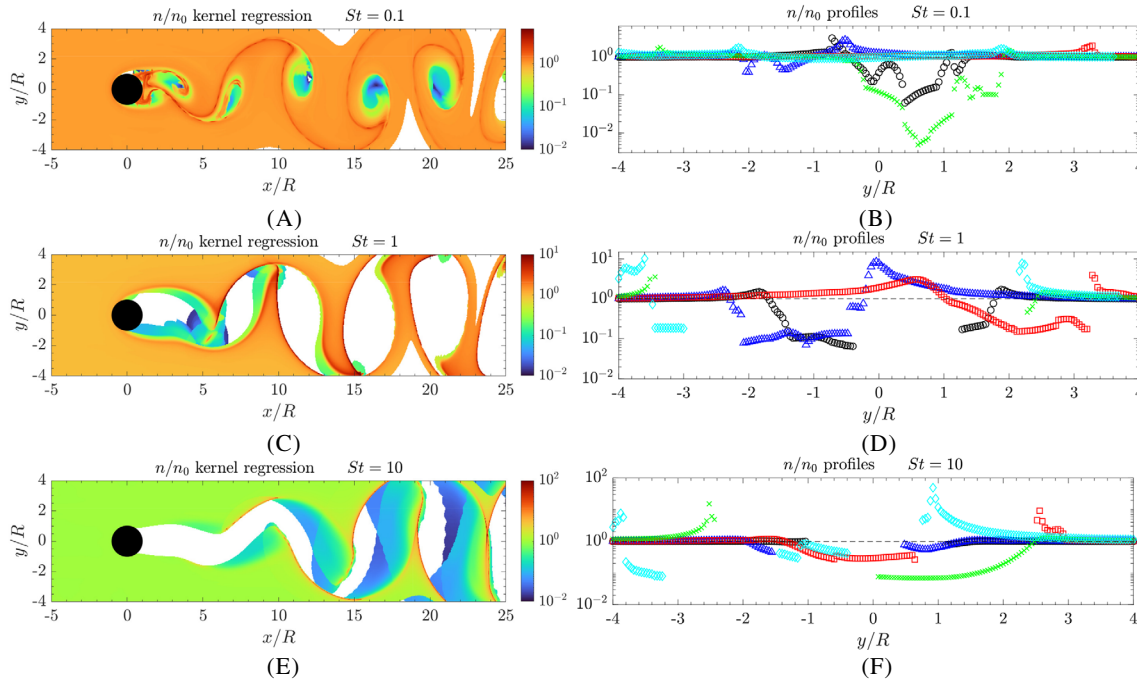 n/n₀ kernel regression St = 0.1
4
2
0
-2
-4
y/R
-5 0 5 10 15 20 25
x/R
10⁰
10⁻¹
10⁻²
(A)
n/n₀ profiles St = 0.1
10⁰
10⁻²
-4 -3 -2 -1 0 1 2 3 4
y/R
(B)
n/n₀ kernel regression St = 1
4
2
0
-2
-4
y/R
-5 0 5 10 15 20 25
x/R
10¹
10⁰
10⁻¹
10⁻²
(C)
n/n₀ profiles St = 1
10¹
10⁰
10⁻¹
10⁻²
-4 -3 -2 -1 0 1 2 3 4
y/R
(D)
n/n₀ kernel regression St = 10
4
2
0
-2
-4
y/R
-5 0 5 10 15 20 25
x/R
10²
10⁰
10⁻²
(E)
n/n₀ profiles St = 10
10²
10⁰
10⁻²
-4 -3 -2 -1 0 1 2 3 4
y/R
(F)